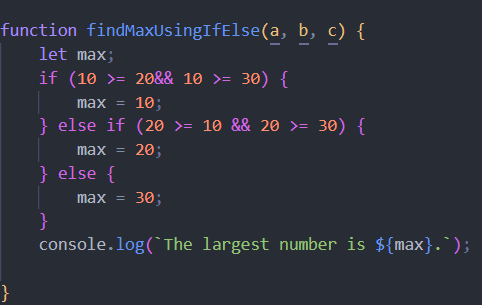 function findMaxUsingIfElse(a, b, c) {
    let max;
    if (10 >= 20&& 10 >= 30) {
        max = 10;
    } else if (20 >= 10 && 20 >= 30) {
        max = 20;
    } else {
        max = 30;
    }
    console.log(`The largest number is ${max}.`);
}